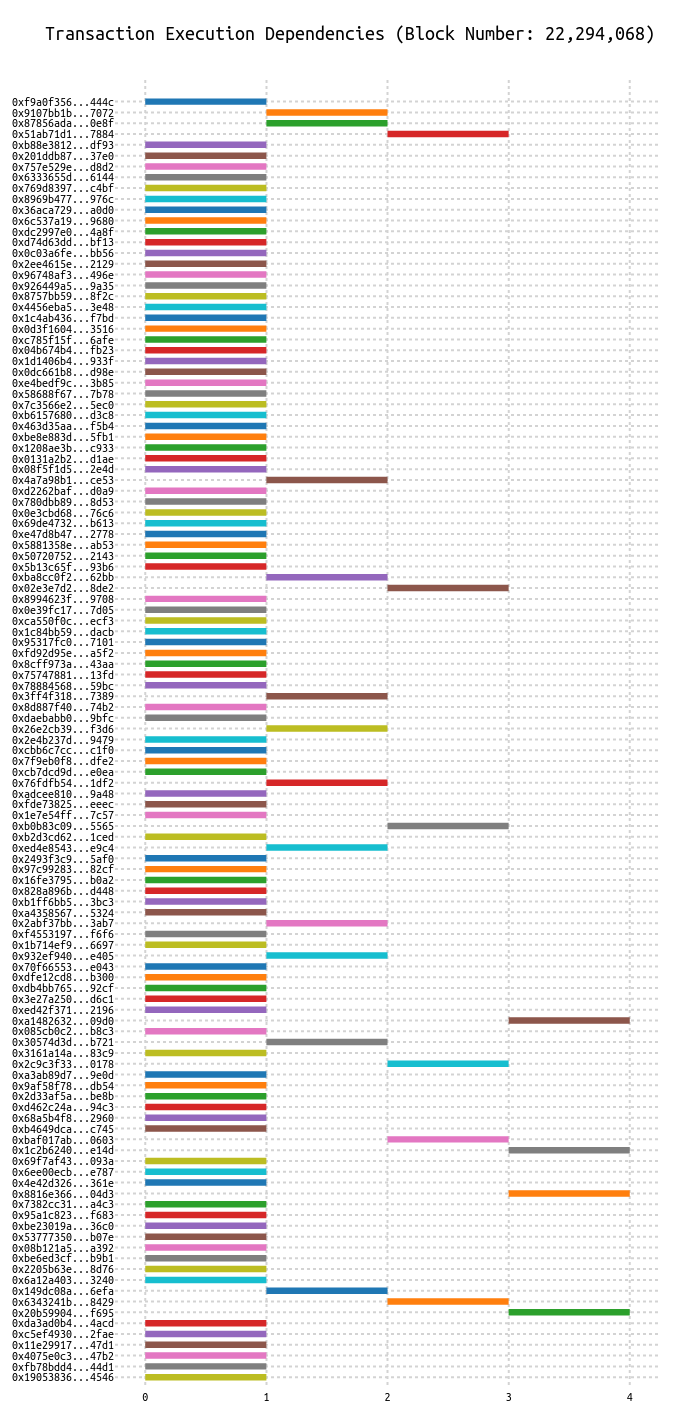 Transaction Execution Dependencies (Block Number: 22,294,068)
0xf9a0f356...444c
0x9107bb1b...7072
0x87856ada...0e8f
0x51ab71d1...7884
0xb88e3812...df93
0x201ddb87...37e0
0x757e529e...d8d2
0x6333655d...6144
0x769d8397...c4bf
0x8969b477...976c
0x36aca729...a0d0
0x6c537a19...9680
0xdc2997e0...4a8f
0xd74d63dd...bf13
0x0c03a6fe...bb56
0x2ee4615e...2129
0x96748af3...496e
0x926449a5...9a35
0x8757bb59...8f2c
0x4456eba5...3e48
0x1c4ab436...f7bd
0x0d3f1604...3516
0xc785f15f...6afe
0x04b674b4...fb23
0x1d1406b4...933f
0x0dc661b8...d98e
0xe4bedf9c...3b85
0x58688f67...7b78
0x7c3566e2...5ec0
0xb6157680...d3c8
0x463d35aa...f5b4
0xbe8e883d...5fb1
0x1208ae3b...c933
0x0131a2b2...d1ae
0x08f5f1d5...2e4d
0x4a7a98b1...ce53
0xd2262baf...d0a9
0x780dbb89...8d53
0x0e3cbd68...76c6
0x69de4732...b613
0xe47d8b47...2778
0x5881358e...ab53
0x50720752...2143
0x5b13c65f...93b6
0xba8cc0f2...62bb
0x02e3e7d2...8de2
0x8994623f...9708
0x0e39fc17...7d05
0xca550f0c...ecf3
0x1c84bb59...dacb
0x95317fc0...7101
0xfd92d95e...a5f2
0x8cff973a...43aa
0x75747881...13fd
0x78884568...59bc
0x3ff4f318...7389
0x8d887f40...74b2
0xdaebabb0...9bfc
0x26e2cb39...f3d6
0x2e4b237d...9479
0xcbb6c7cc...c1f0
0x7f9eb0f8...dfe2
0xcb7dcd9d...e0ea
0x76fdfb54...1df2
0xadcee810...9a48
0xfde73825...eeec
0x1e7e54ff...7c57
0xb0b83c09...5565
0xb2d3cd62...1ced
0xed4e8543...e9c4
0x2493f3c9...5af0
0x97c99283...82cf
0x16fe3795...b0a2
0x828a896b...d448
0xb1ff6bb5...3bc3
0xa4358567...5324
0x2abf37bb...3ab7
0xf4553197...f6f6
0x1b714ef9...6697
0x932ef940...e405
0x70f66553...e043
0xdfe12cd8...b300
0xdb4bb765...92cf
0x3e27a250...d6c1
0xed42f371...2196
0xa1482632...09d0
0x085cb0c2...b8c3
0x30574d3d...b721
0x3161a14a...83c9
0x2c9c3f33...0178
0xa3ab89d7...9e0d
0x9af58f78...db54
0x2d33af5a...be8b
0xd462c24a...94c3
0x68a5b4f8...2960
0xb4649dca...c745
0xbaf017ab...0603
0x1c2b6240...e14d
0x69f7af43...093a
0x6ee00ecb...e787
0x4e42d326...361e
0x8816e366...04d3
0x7382cc31...a4c3
0x95a1c823...f683
0xbe23019a...36c0
0x53777350...b07e
0x08b121a5...a392
0xbe6ed3cf...b9b1
0x2205b63e...8d76
0x6a12a403...3240
0x149dc08a...6efa
0x6343241b...8429
0x20b59904...f695
0xda3ad0b4...4acd
0xc5ef4930...2fae
0x11e29917...47d1
0x4075e0c3...47b2
0xfb78bdd4...44d1
0x19053836...4546
0 1 2 3 4